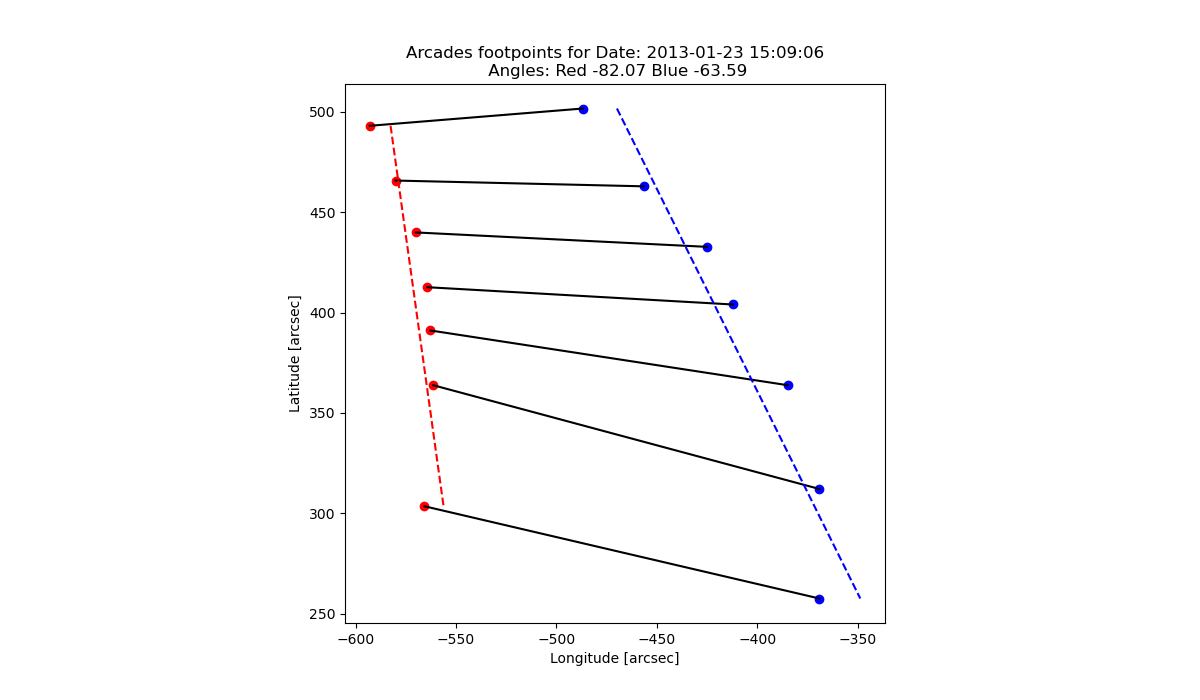 Arcades footpoints for Date: 2013-01-23 15:09:06
Angles: Red -82.07 Blue -63.59
500
450
400
350
300
250
Latitude [arcsec]
−600 −550 −500 −450 −400 −350
Longitude [arcsec]